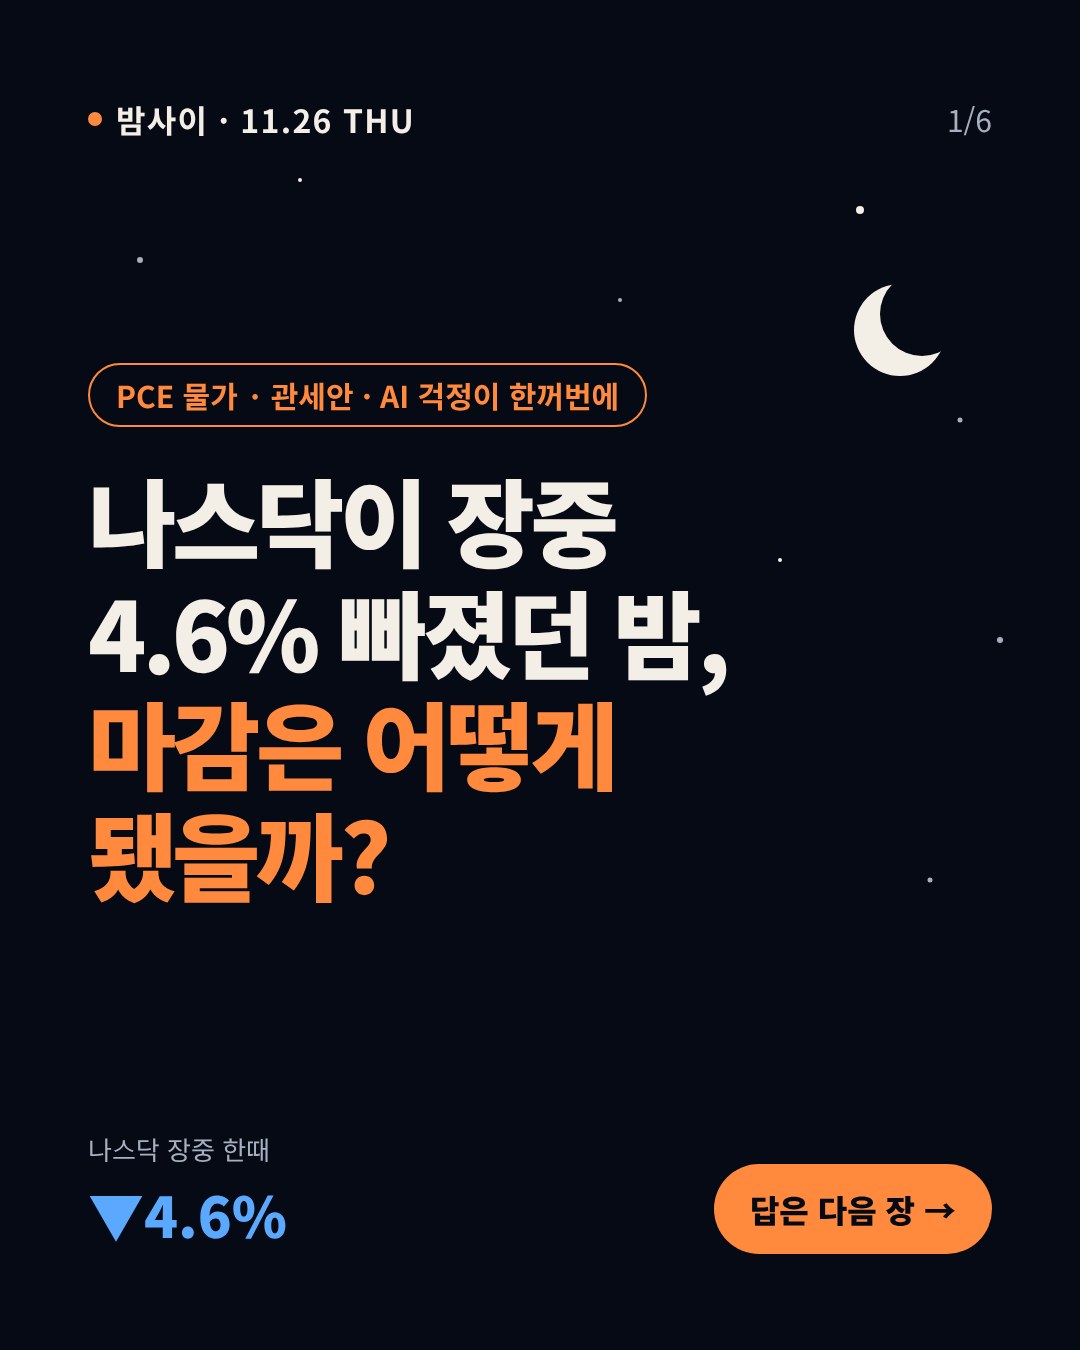 밤사이 · 11.26 THU
1/6
PCE 물가 · 관세안 · AI 걱정이 한꺼번에
나스닥이 장중
4.6% 빠졌던 밤,
마감은 어떻게
됐을까?
나스닥 장중 한때
▼4.6%
답은 다음 장 →